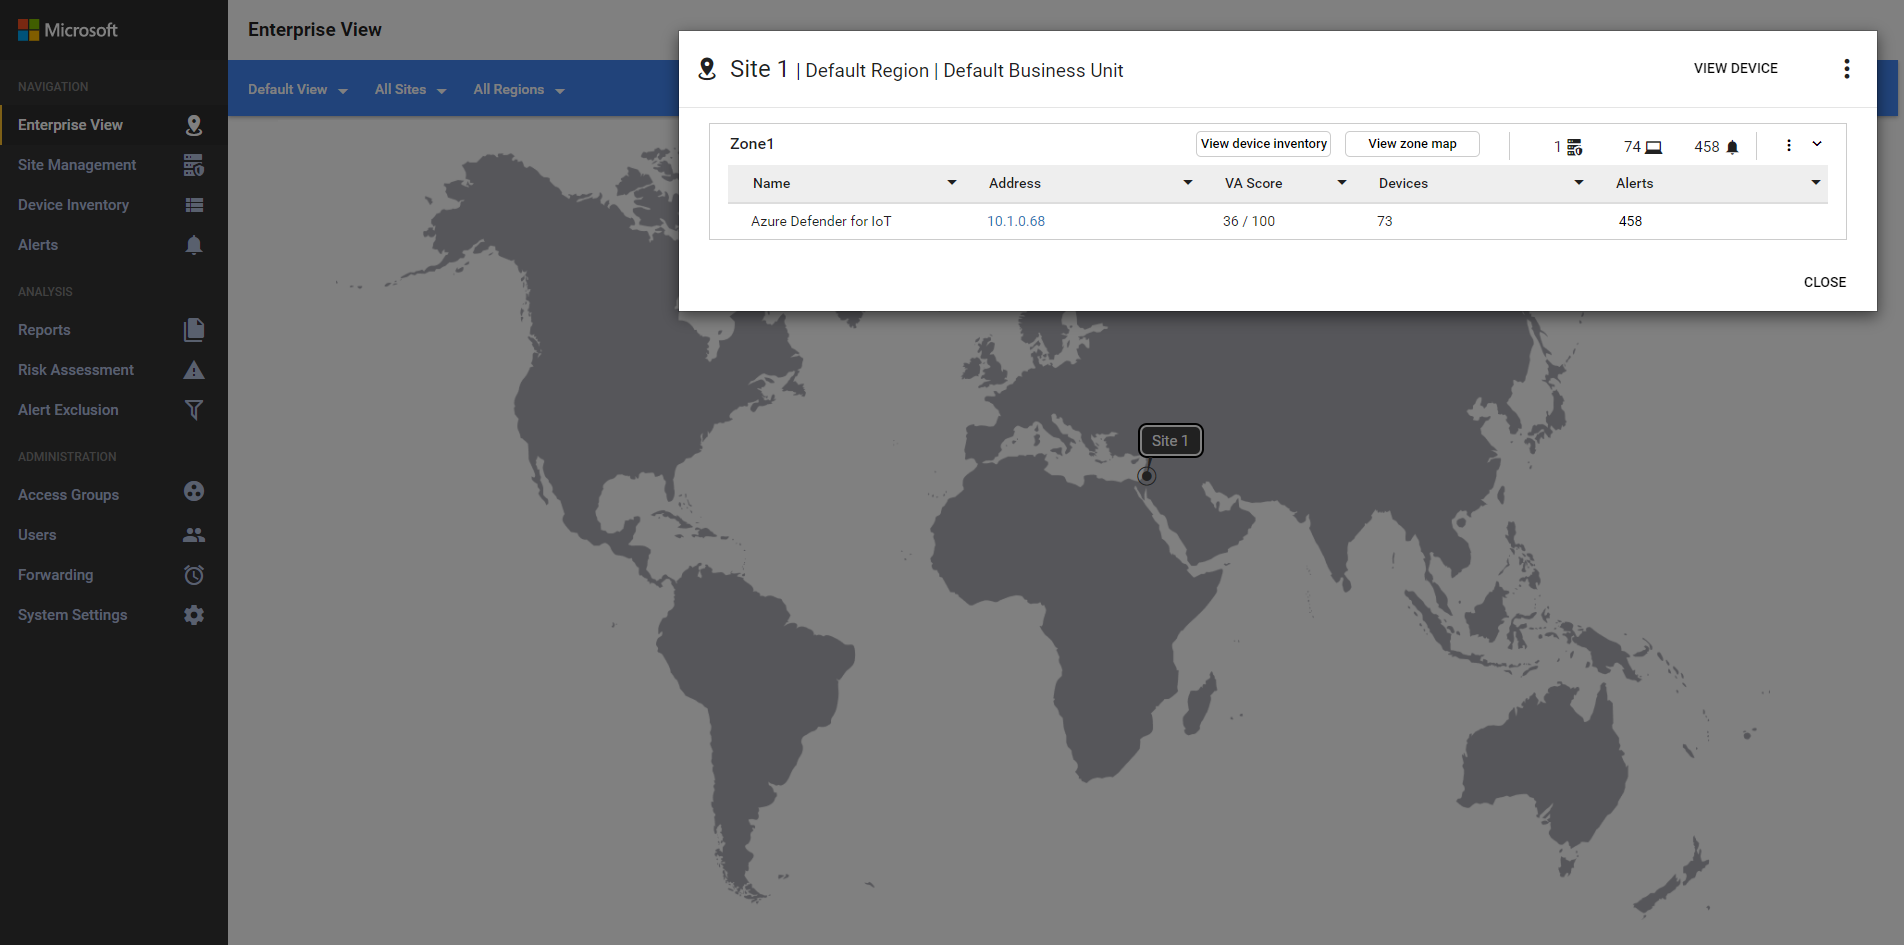 Microsoft
NAVIGATION
Enterprise View
Site Management
Device Inventory
Alerts
ANALYSIS
Reports
Risk Assessment
Alert Exclusion
ADMINISTRATION
Access Groups
Users
Forwarding
System Settings
Enterprise View
Default View All Sites All Regions
Site 1 | Default Region | Default Business Unit VIEW DEVICE
Zone1 View device inventory View zone map 1 74 458
Name Address VA Score Devices Alerts
Azure Defender for IoT 10.1.0.68 36 / 100 73 458
CLOSE
Site 1